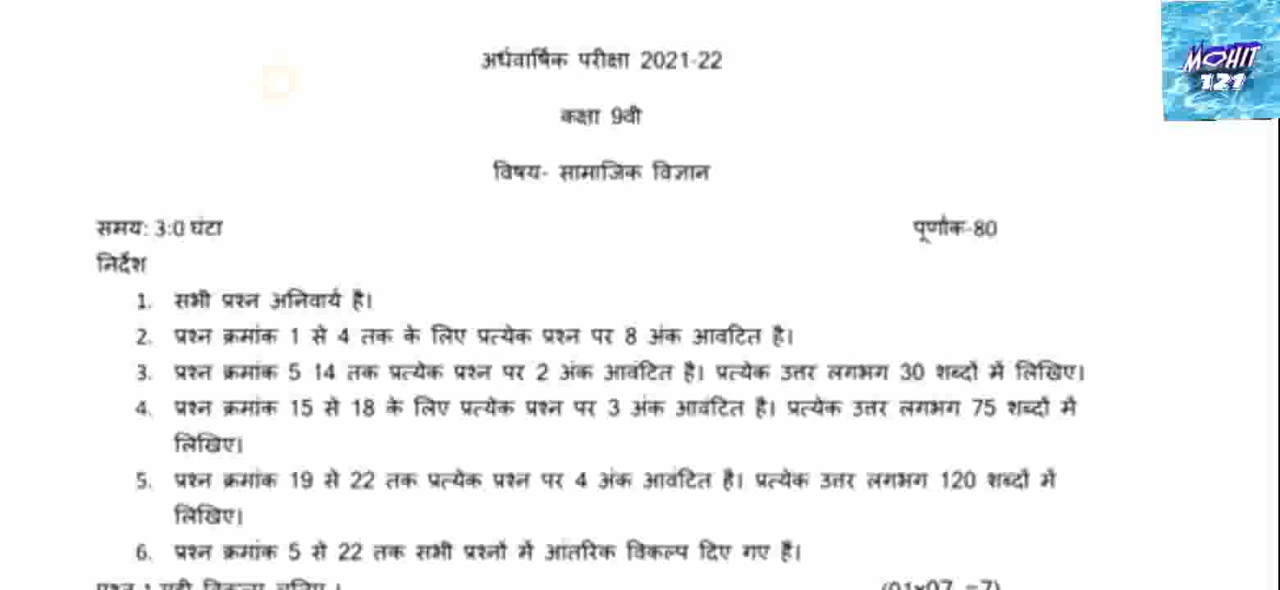 MOHIT
121
अर्धवार्षिक परीक्षा 2021-22
कक्षा 9वी
विषय- सामाजिक विज्ञान
समय: 3:0 घंटा पूर्णांक-80
निर्देश
1. सभी प्रश्न अनिवार्य है।
2. प्रश्न क्रमांक 1 से 4 तक के लिए प्रत्येक प्रश्न पर 8 अंक आवंटित है।
3. प्रश्न क्रमांक 5 14 तक प्रत्येक प्रश्न पर 2 अंक आवंटित है। प्रत्येक उत्तर लगभग 30 शब्दों में लिखिए।
4. प्रश्न क्रमांक 15 से 18 के लिए प्रत्येक प्रश्न पर 3 अंक आवंटित है। प्रत्येक उत्तर लगभग 75 शब्दों में
लिखिए।
5. प्रश्न क्रमांक 19 से 22 तक प्रत्येक प्रश्न पर 4 अंक आवंटित है। प्रत्येक उत्तर लगभग 120 शब्दों में
लिखिए।
6. प्रश्न क्रमांक 5 से 22 तक सभी प्रश्नों में आंतरिक विकल्प दिए गए है।